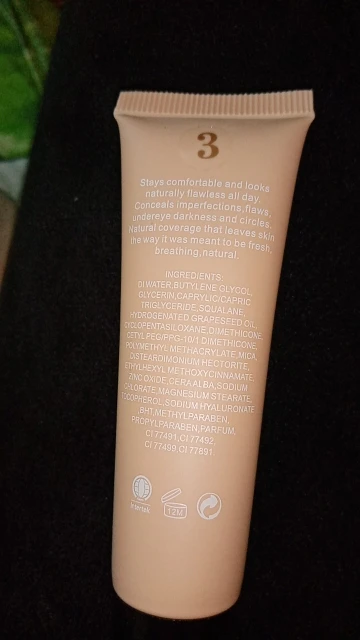 3
Stays comfortable and looks
naturally flawless all day
Conceals imperfections,flaws,
undereye darkness and circles.
Natural coverage that leaves skin
the way it was meant to be fresh,
breathing,natural.
INGREDIENTS:
DI WATER,BUTYLENE GLYCOL,
GLYCERIN,CAPRYLIC/CAPRIC
TRIGLYCERIDE,SQUALANE,
HYDROGENATED GRAPESEED OIL,
CYCLOPENTASILOXANE,DIMETHICONE,
CETYL PEG/PPG-10/1 DIMETHICONE,
POLYMETHYL METHACRYLATE,MICA,
DISTEARDIMONIUM HECTORITE,
ETHYLHEXYL METHOXYCINNAMATE,
ZINC OXIDE,CERA ALBA,SODIUM
CHLORATE,MAGNESIUM STEARATE,
TOCOPHEROL,SODIUM HYALURONATE
,BHT,METHYLPARABEN,
PROPYLPARABEN,PARFUM,
CI 77491,CI 77492,
CI 77499,CI 77891
Intertek
12M